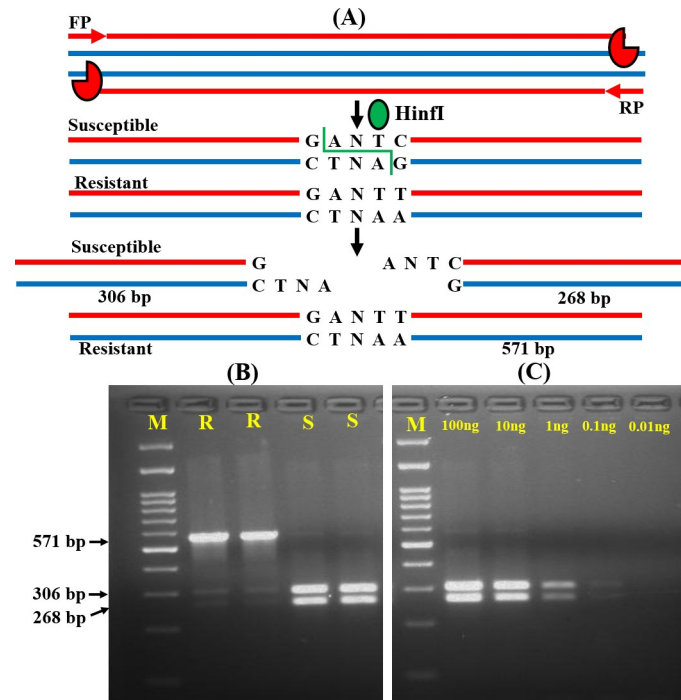 (A)
FP
RP
HinfI
Susceptible
G A N T C
C T N A G
Resistant
G A N T T
C T N A A
Susceptible
G A N T C
C T N A G
306 bp 268 bp
G A N T T
C T N A A
Resistant 571 bp
(B) (C)
M R R S S
M 100ng 10ng 1ng 0.1ng 0.01ng
571 bp
306 bp
268 bp